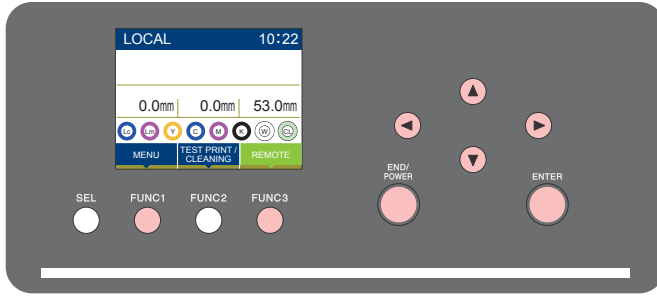 LOCAL 10:22
0.0mm 0.0mm 53.0mm
Lc Lm Y C M K W CL
MENU TEST PRINT / CLEANING REMOTE
SEL FUNC1 FUNC2 FUNC3
END/
POWER
ENTER